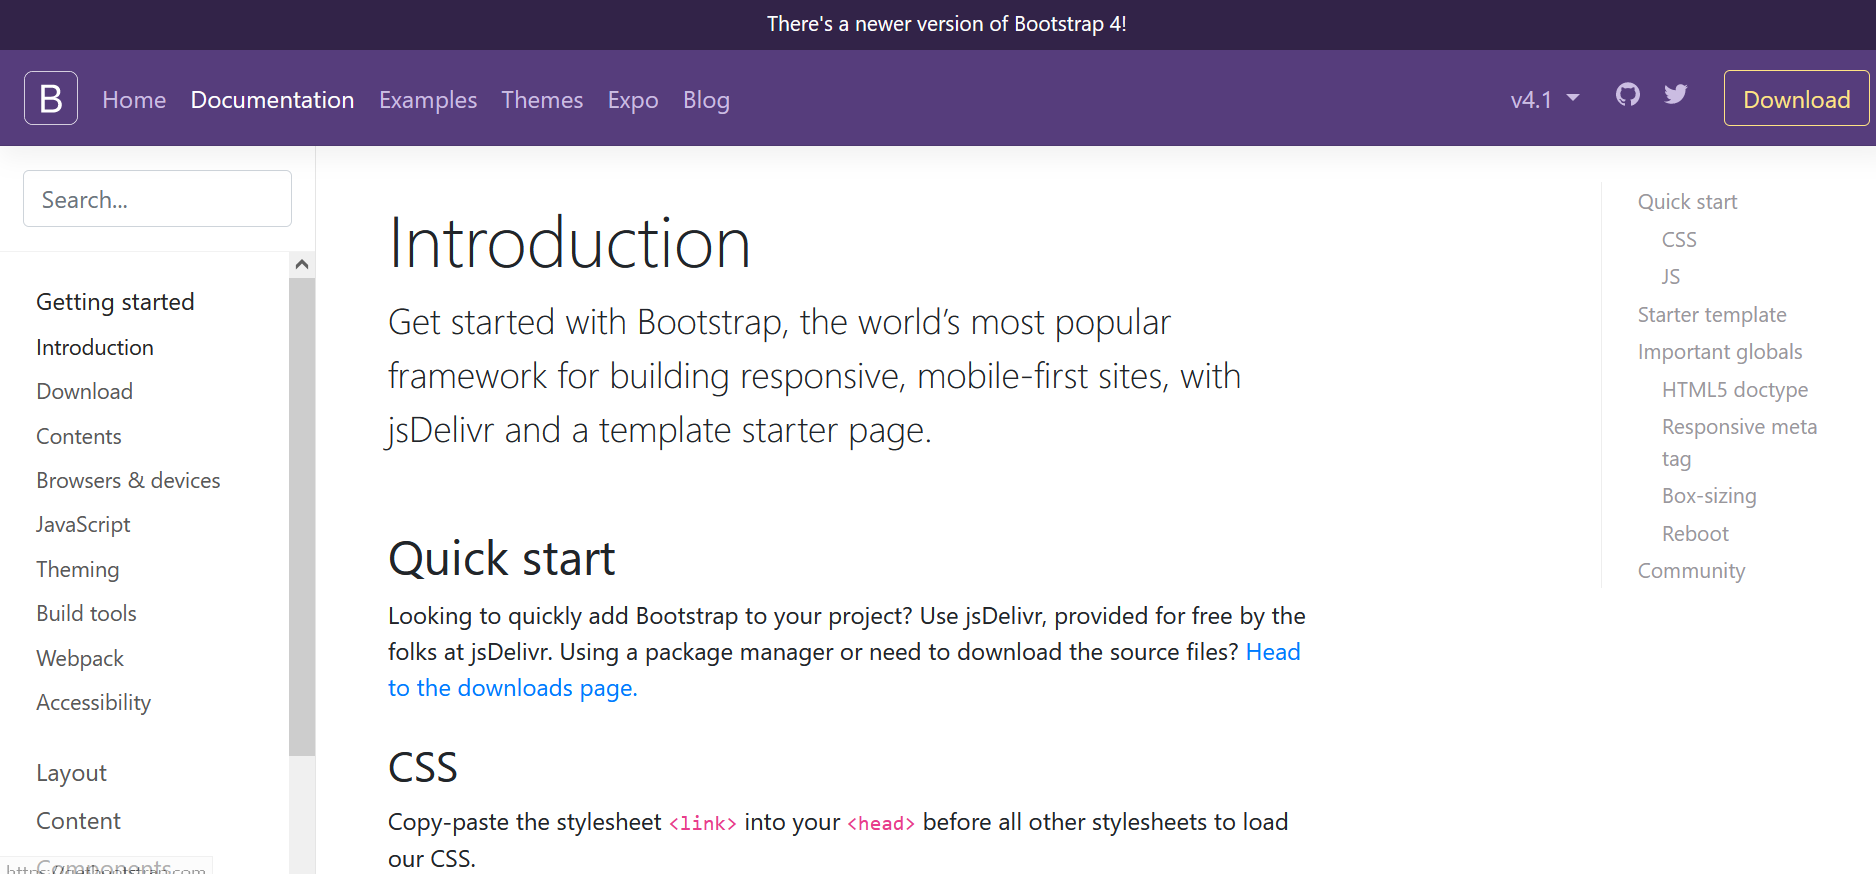 There's a newer version of Bootstrap 4!
B Home Documentation Examples Themes Expo Blog v4.1 Download
Search...
Getting started
Introduction
Download
Contents
Browsers & devices
JavaScript
Theming
Build tools
Webpack
Accessibility
Layout
Content
Components
Introduction
Get started with Bootstrap, the world’s most popular
framework for building responsive, mobile-first sites, with
jsDelivr and a template starter page.
Quick start
Looking to quickly add Bootstrap to your project? Use jsDelivr, provided for free by the
folks at jsDelivr. Using a package manager or need to download the source files? Head
to the downloads page.
CSS
Copy-paste the stylesheet <link> into your <head> before all other stylesheets to load
our CSS.
Quick start
CSS
JS
Starter template
Important globals
HTML5 doctype
Responsive meta
tag
Box-sizing
Reboot
Community